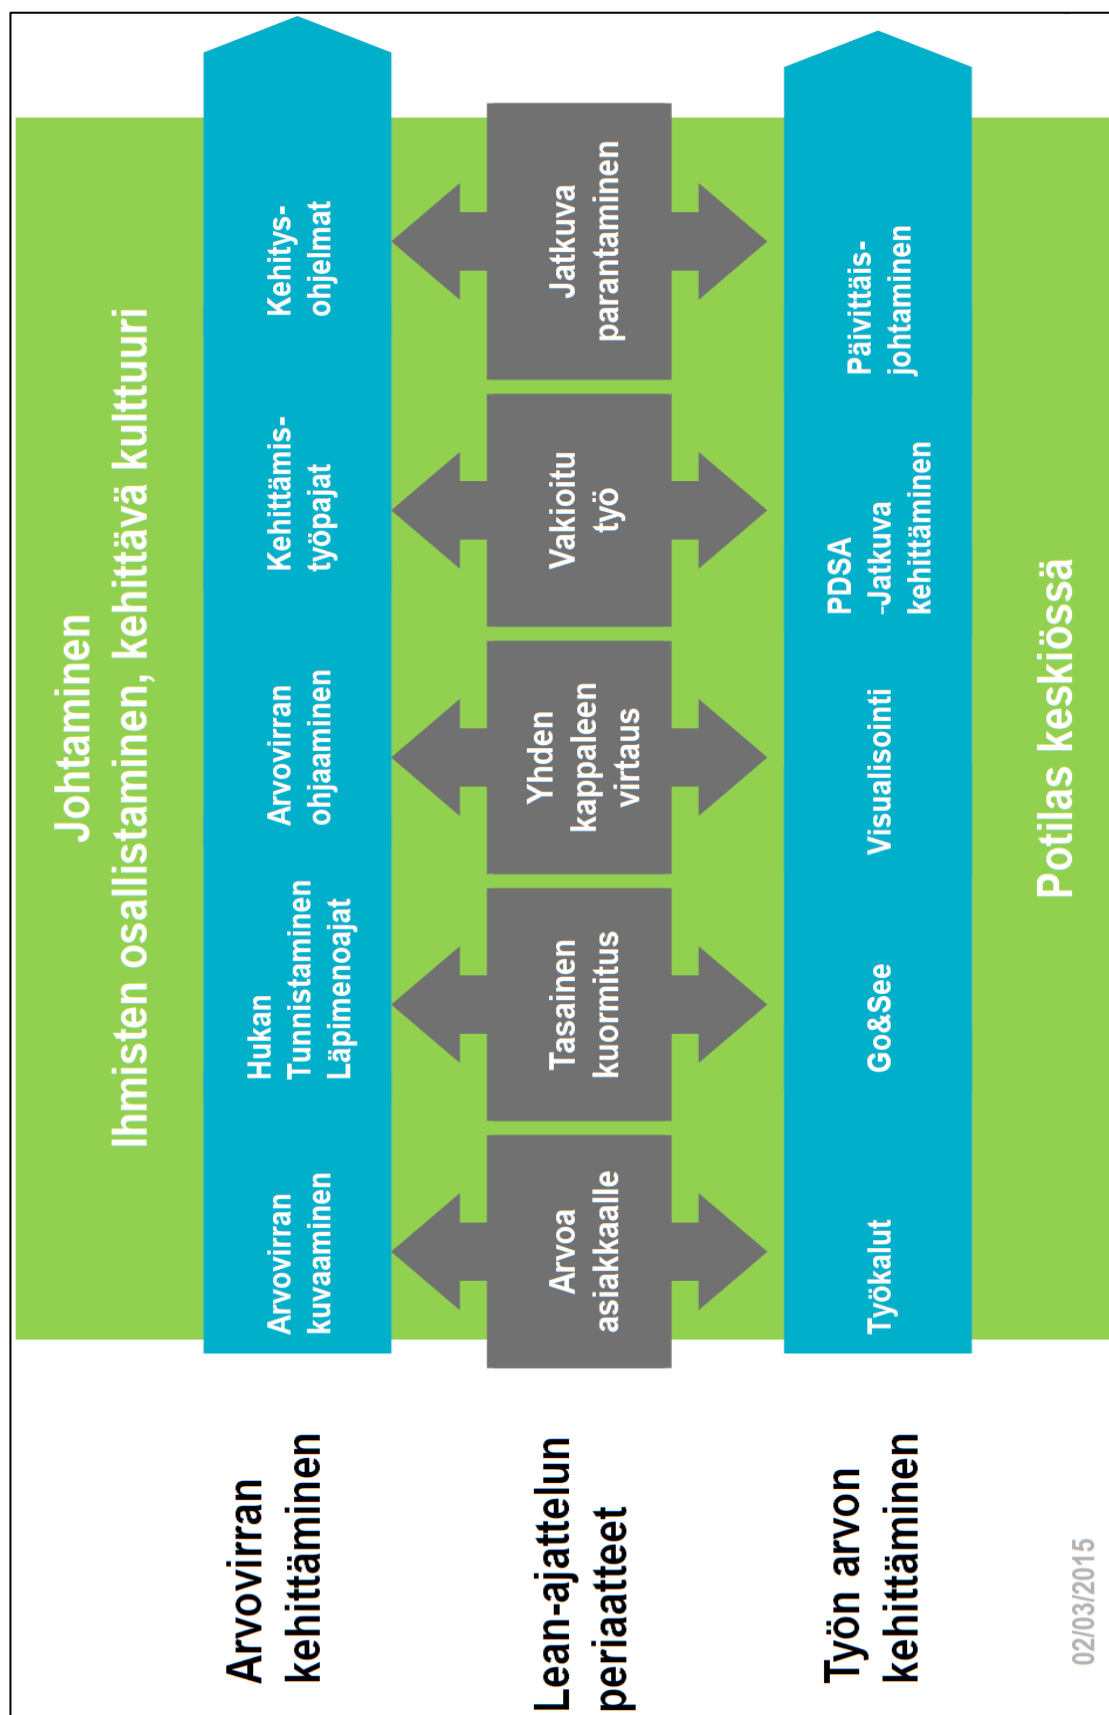 Johtaminen
Ihmisten osallistaminen, kehittävä kulttuuri
Arvovirran
kehittäminen
Arvovirran
kuvaaminen
Hukan
Tunnistaminen
Läpimenoajat
Arvovirran
ohjaaminen
Kehittämis-
työpajat
Kehitys-
ohjelmat
Lean-ajattelun
periaatteet
Arvoa
asiakkaalle
Tasainen
kuormitus
Yhden
kappaleen
virtaus
Vakioitu
työ
Jatkuva
parantaminen
Työn arvon
kehittäminen
Työkalut
Go&See
Visualisointi
PDSA
-Jatkuva
kehittäminen
Päivittäis-
johtaminen
Potilas keskiössä
02/03/2015